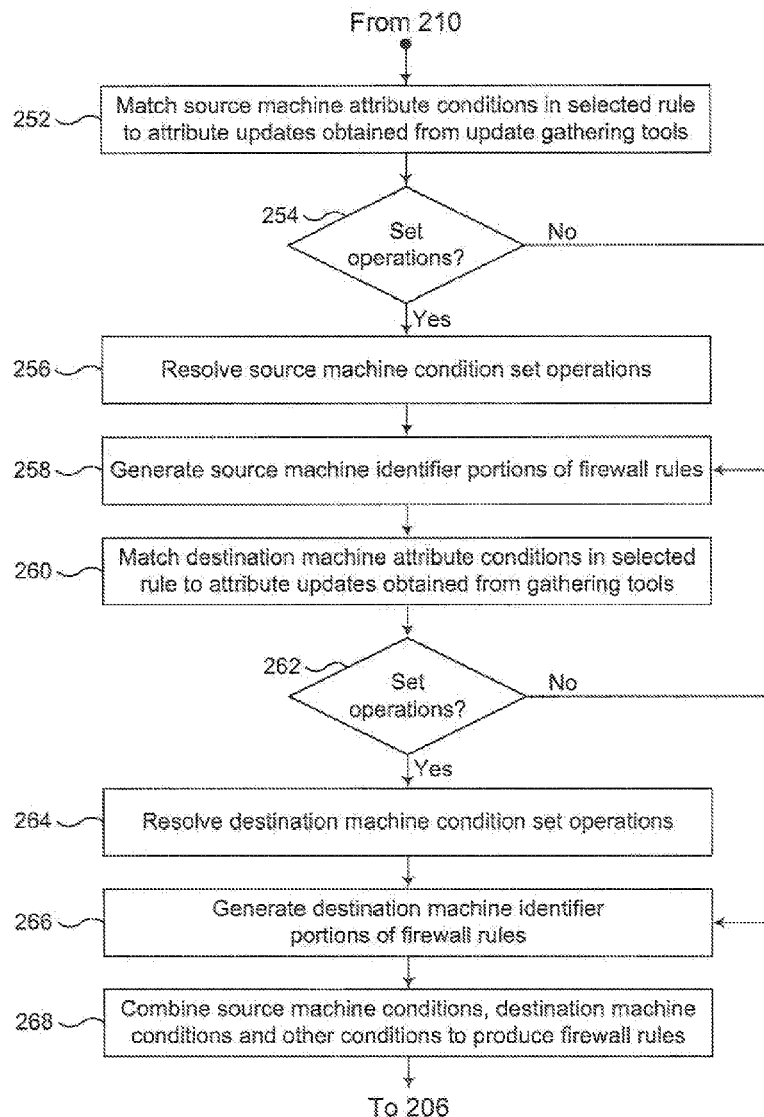 From 210
252
Match source machine attribute conditions in selected rule
to attribute updates obtained from update gathering tools
254
Set
operations?
No
Yes
256
Resolve source machine condition set operations
258
Generate source machine identifier portions of firewall rules
260
Match destination machine attribute conditions in selected
rule to attribute updates obtained from gathering tools
262
Set
operations?
No
Yes
264
Resolve destination machine condition set operations
266
Generate destination machine identifier
portions of firewall rules
268
Combine source machine conditions, destination machine
conditions and other conditions to produce firewall rules
To 206